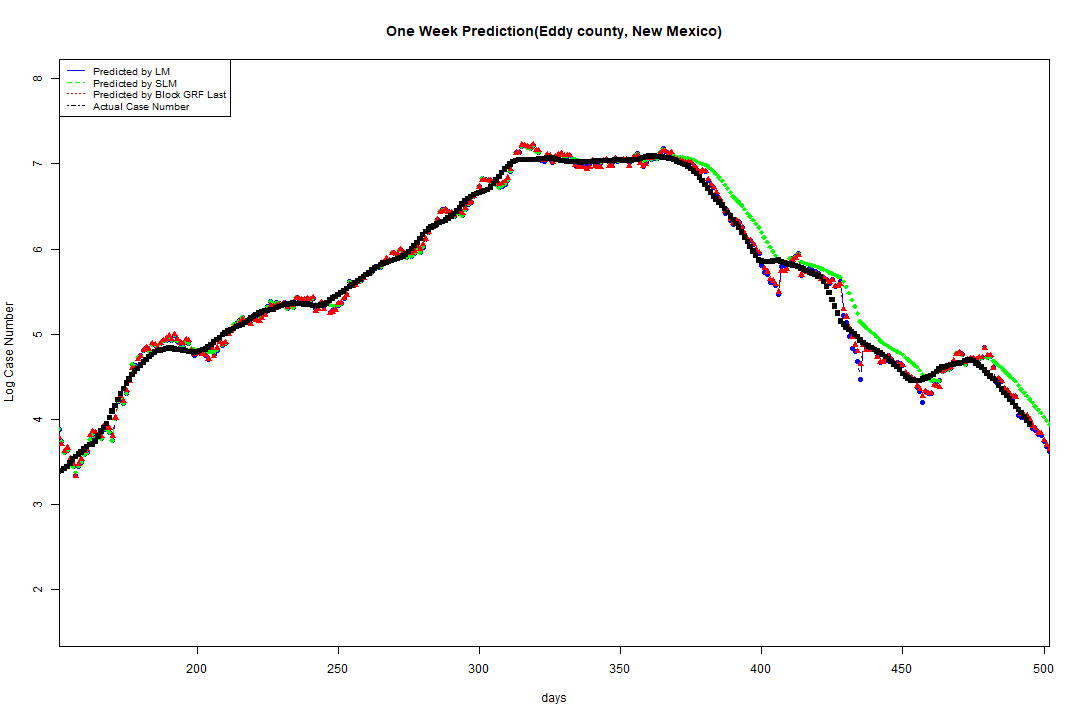 One Week Prediction(Eddy county, New Mexico)
Predicted by LM
Predicted by SLM
Predicted by Block GRF Last
Actual Case Number
8
7
6
5
4
3
2
Log Case Number
200 250 300 350 400 450 500
days